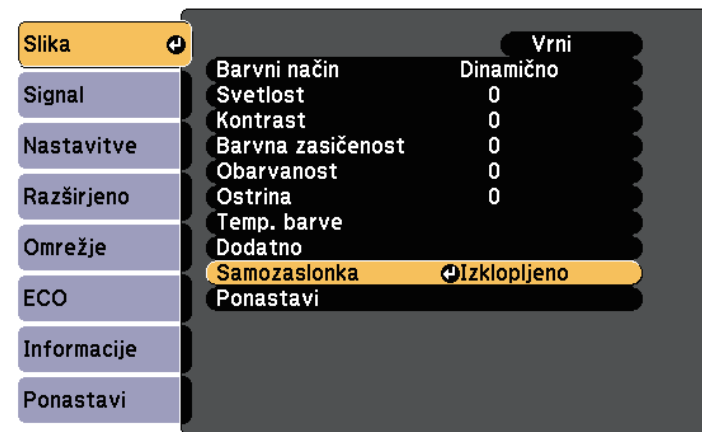 Slika
Signal
Nastavitve
Razširjeno
Omrežje
ECO
Informacije
Ponastavi
Vrni
Barvni način Dinamično
Svetlost 0
Kontrast 0
Barvna zasičenost 0
Obarvanost 0
Ostrina 0
Temp. barve
Dodatno
Samozaslonka Izklopljeno
Ponastavi